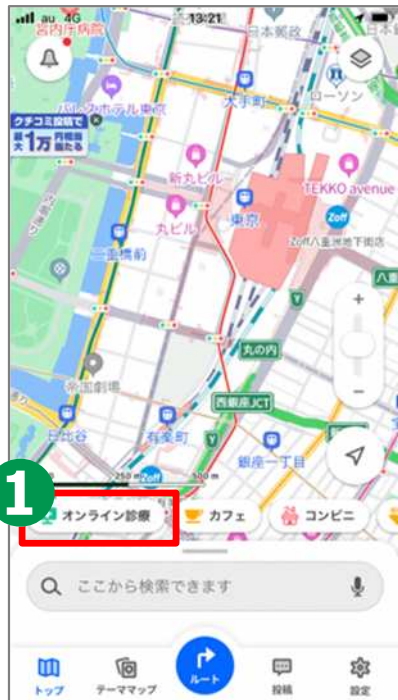 au 4G 13:21
宮内庁病院
日本郵政
大手町
ローソン
パレスホテル東京
クチコミ投稿で
最大1万円相当当たる
新丸ビル
TEKKO avenue
丸ビル
東京
Zoff
Zoff八重洲地下街店
二重橋前
八重
丸の内
帝国劇場
西銀座JCT
日比谷
有楽町
銀座一丁目
250 m
500 m
Zoff
1
オンライン診療
カフェ
コンビニ
ここから検索できます
トップ
テーママップ
ルート
投稿
設定